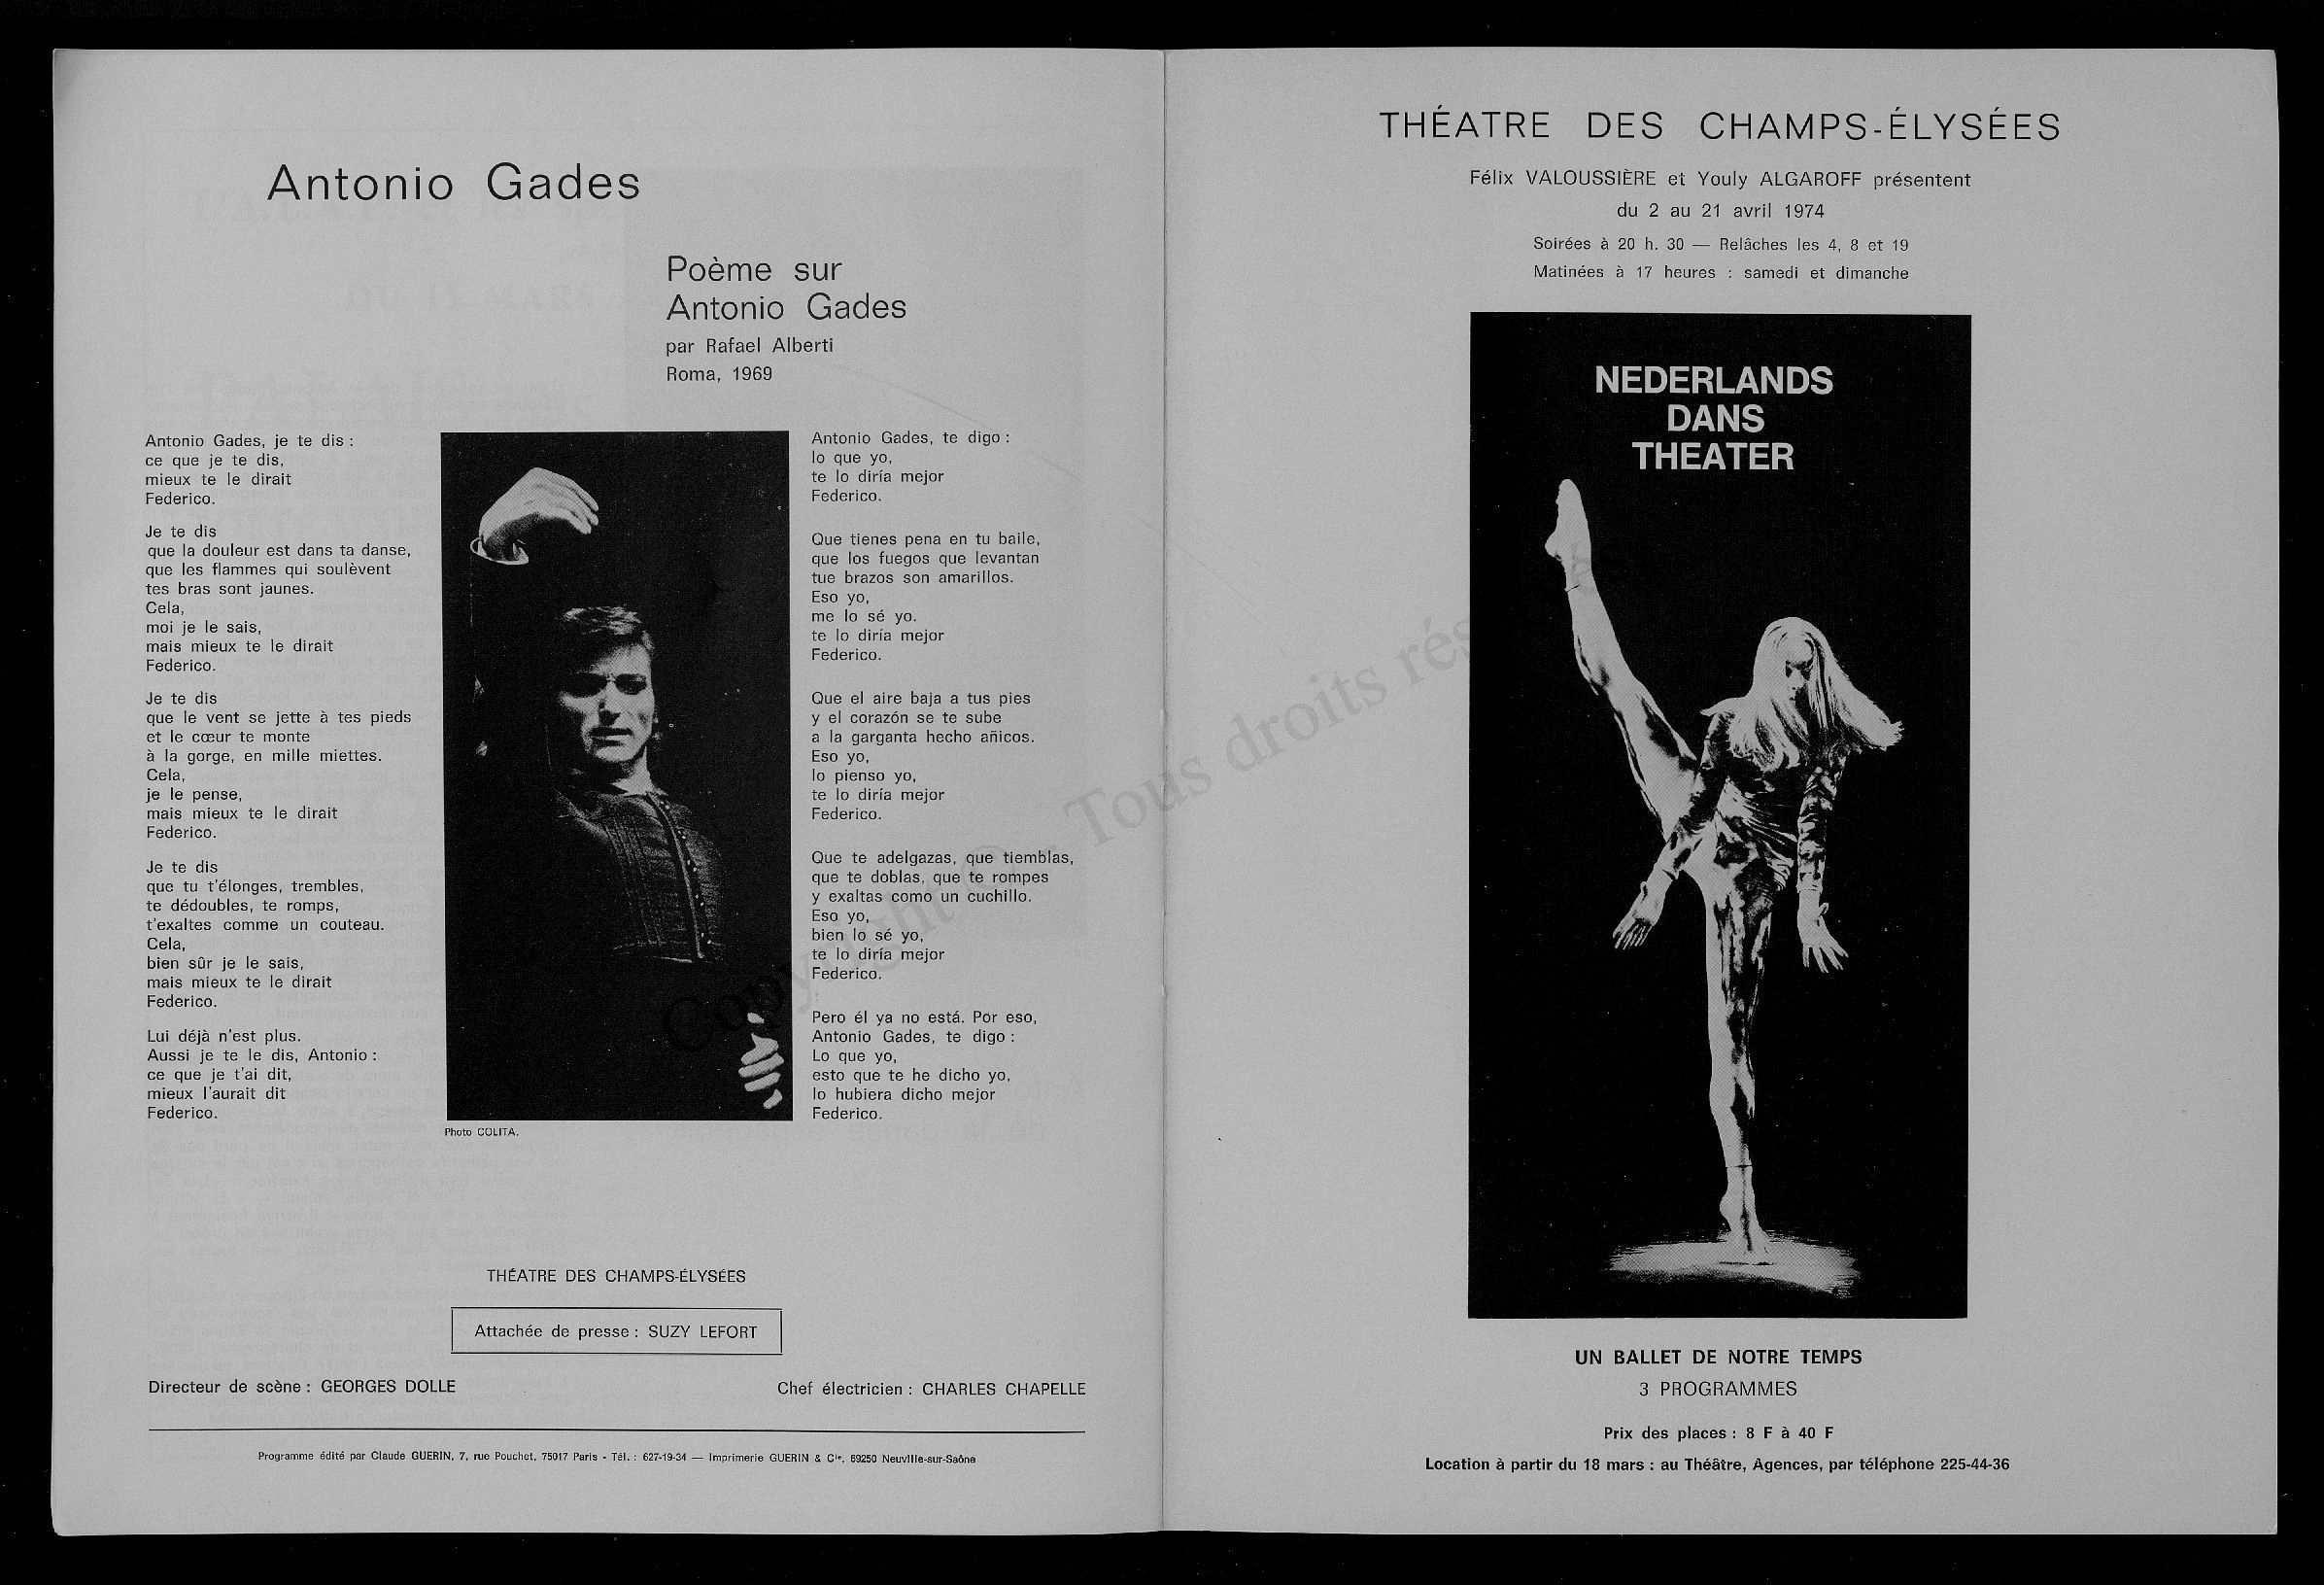 Antonio Gades
Poème sur
Antonio Gades
par Rafael Alberti
Roma, 1969
Antonio Gades, je te dis :
ce que je te dis,
mieux te le dirait
Federico.
Je te dis
que la douleur est dans ta danse,
que les flammes qui soulèvent
tes bras sont jaunes.
Cela,
moi je le sais,
mais mieux te le dirait
Federico.
Je te dis
que le vent se jette à tes pieds
et le cœur te monte
à la gorge, en mille miettes.
Cela,
je le pense,
mais mieux te le dirait
Federico.
Je te dis
que tu t'élonges, trembles,
te dédoubles, te romps,
t'exaltes comme un couteau.
Cela,
bien sûr je le sais,
mais mieux te le dirait
Federico.
Lui déjà n'est plus.
Aussi je te le dis, Antonio :
ce que je t'ai dit,
mieux l'aurait dit
Federico.
Photo COLITA.
Antonio Gades, te digo :
lo que yo,
te lo diría mejor
Federico.
Que tienes pena en tu baile,
que los fuegos que levantan
tue brazos son amarillos.
Eso yo,
me lo sé yo.
te lo diría mejor
Federico.
Que el aire baja a tus pies
y el corazón se te sube
a la garganta hecho añicos.
Eso yo,
lo pienso yo,
te lo diría mejor
Federico.
Que te adelgazas, que tiemblas,
que te doblas, que te rompes
y exaltas como un cuchillo.
Eso yo,
bien lo sé yo,
te lo diría mejor
Federico.
Pero él ya no está. Por eso,
Antonio Gades, te digo :
Lo que yo,
esto que te he dicho yo,
lo hubiera dicho mejor
Federico.
THÉATRE DES CHAMPS-ÉLYSÉES
Attachée de presse : SUZY LEFORT
Directeur de scène : GEORGES DOLLE
Chef électricien : CHARLES CHAPELLE
Programme édité par Claude GUERIN, 7, rue Pouchet, 75017 Paris - Tél. : 627-19-34 — Imprimerie GUERIN & Cie, 69250 Neuville-sur-Saône
THÉATRE DES CHAMPS-ÉLYSÉES
Félix VALOUSSIÈRE et Youly ALGAROFF présentent
du 2 au 21 avril 1974
Soirées à 20 h. 30 — Relâches les 4, 8 et 19
Matinées à 17 heures : samedi et dimanche
NEDERLANDS
DANS
THEATER
UN BALLET DE NOTRE TEMPS
3 PROGRAMMES
Prix des places : 8 F à 40 F
Location à partir du 18 mars : au Théâtre, Agences, par téléphone 225-44-36
Copyright © - Tous droits